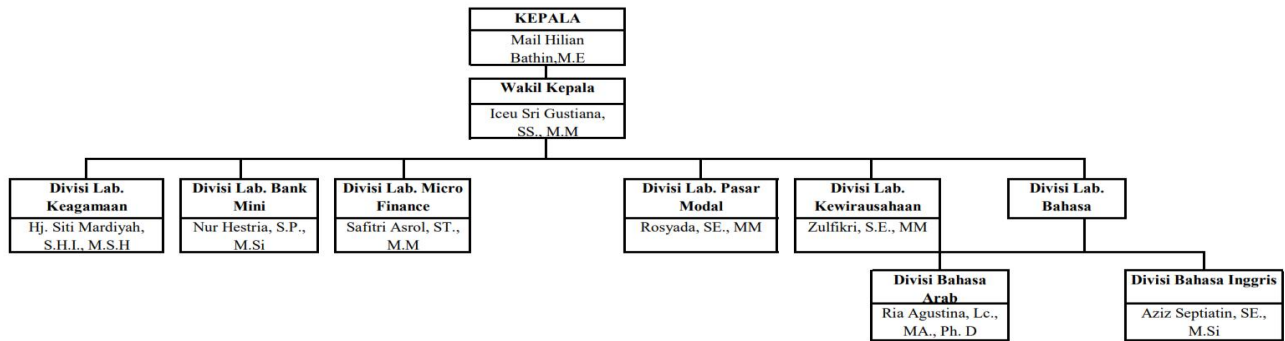 KEPALA
Mail Hilian
Bathin,M.E
Wakil Kepala
Iceu Sri Gustiana,
SS., M.M
Divisi Lab.
Keagamaan
Hj. Siti Mardiyah,
S.H.I., M.S.H
Divisi Lab. Bank
Mini
Nur Hestria, S.P.,
M.Si
Divisi Lab. Micro
Finance
Safitri Asrol, ST.,
M.M
Divisi Lab. Pasar
Modal
Rosyada, SE., MM
Divisi Lab.
Kewirausahaan
Zulfikri, S.E., MM
Divisi Lab.
Bahasa
Divisi Bahasa
Arab
Ria Agustina, Lc.,
MA., Ph. D
Divisi Bahasa Inggris
Aziz Septiatin, SE.,
M.Si